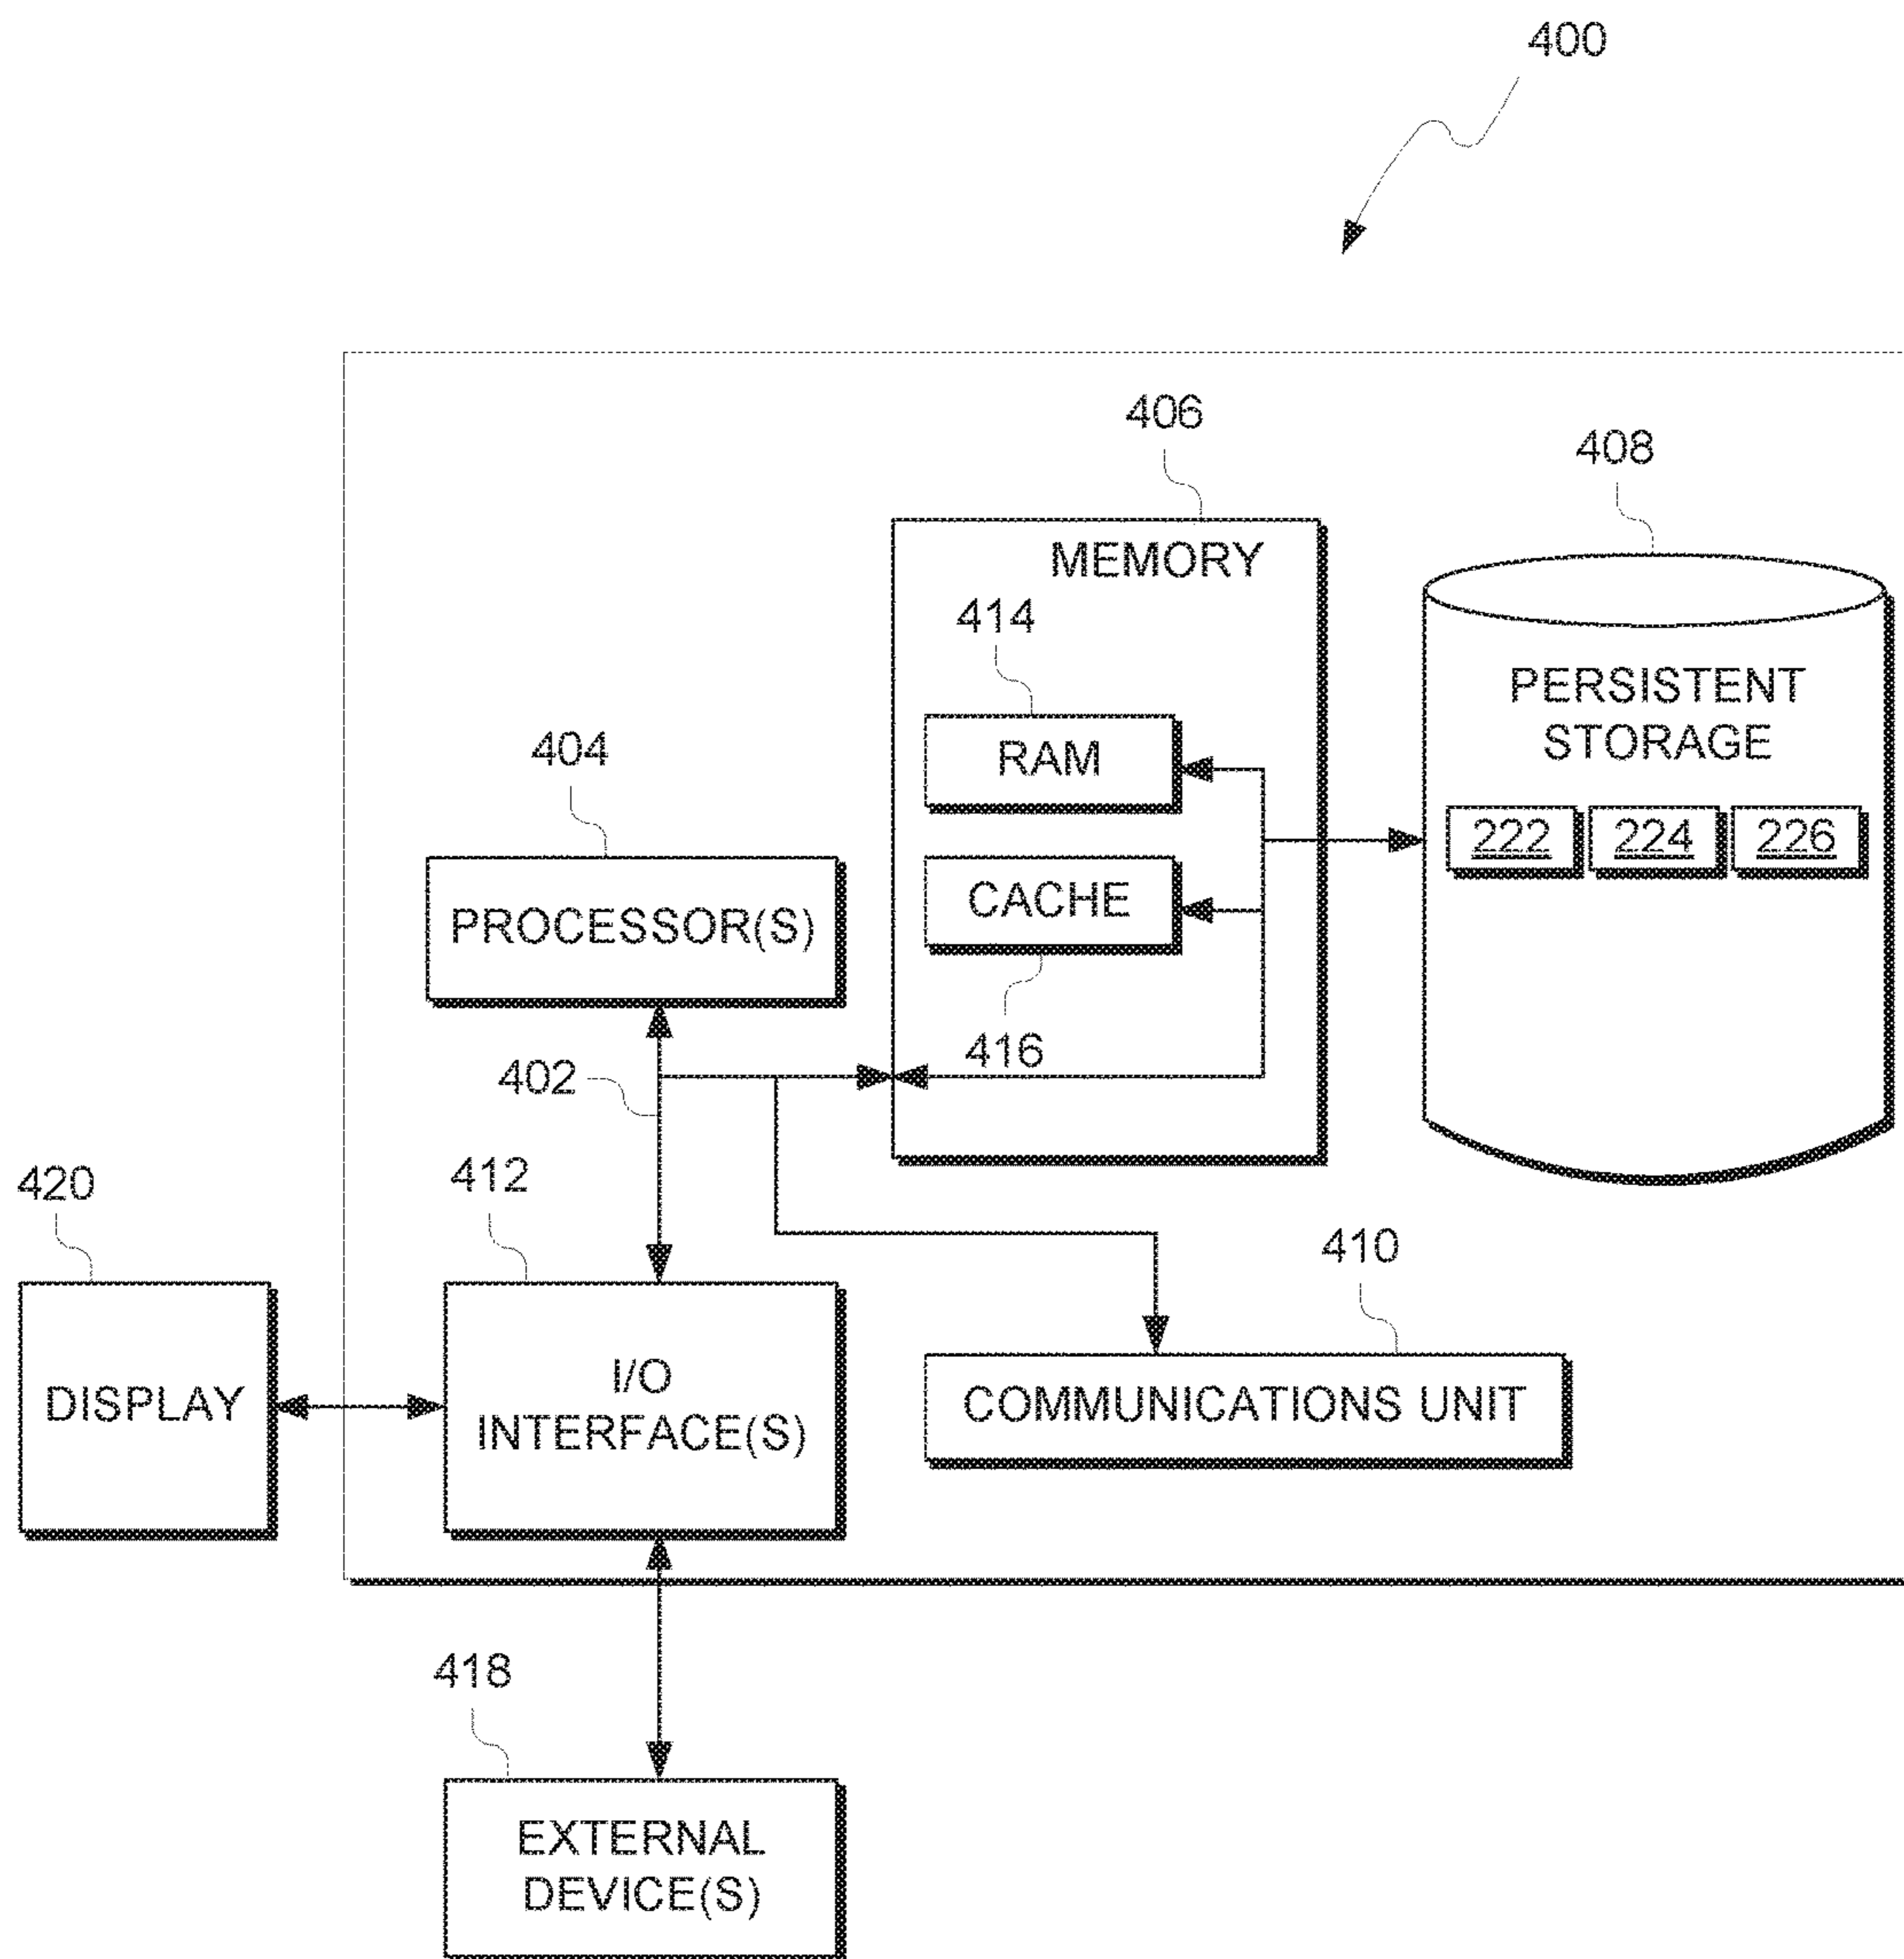 400
406
408
MEMORY
414
PERSISTENT
STORAGE
404
RAM
222 224 226
CACHE
PROCESSOR(S)
416
402
420
412
410
I/O
INTERFACE(S)
DISPLAY
COMMUNICATIONS UNIT
418
EXTERNAL
DEVICE(S)